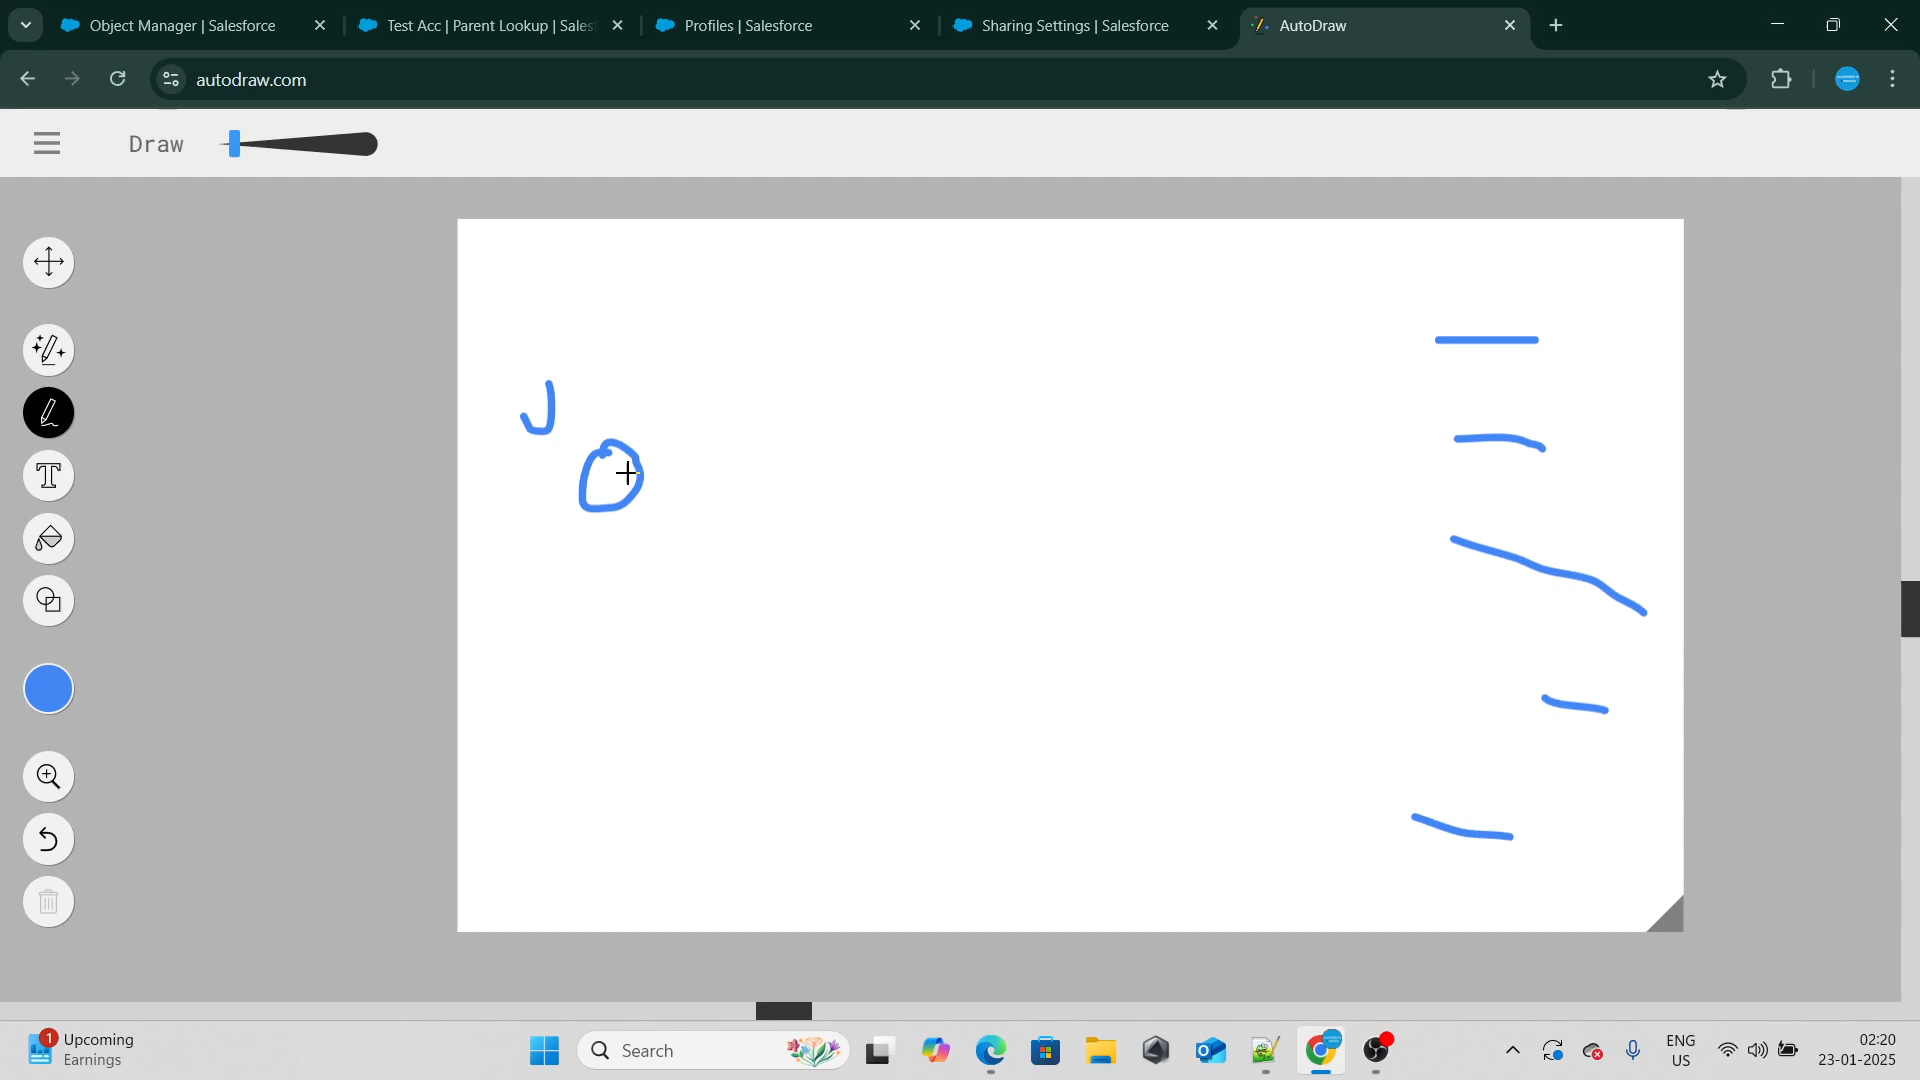 Object Manager | Salesforce
Test Acc | Parent Lookup | Sales
Profiles | Salesforce
Sharing Settings | Salesforce
AutoDraw
autodraw.com
Draw
J
O
T
1
Upcoming
Earnings
Search
ENG
US
02:20
23-01-2025